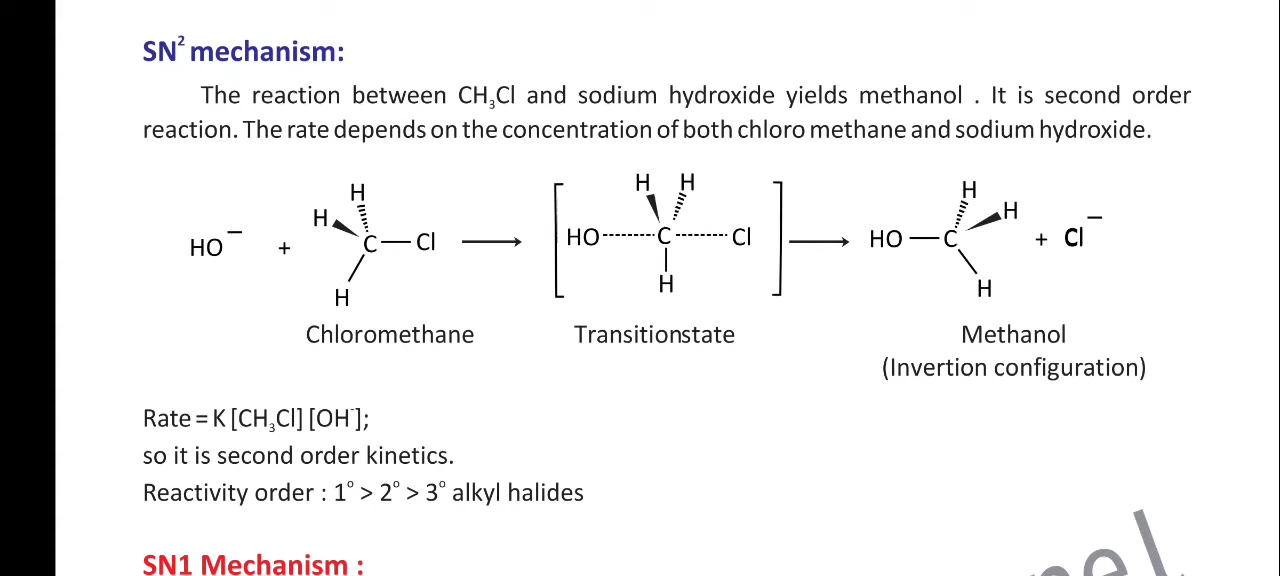 SN² mechanism:
The reaction between CH₃Cl and sodium hydroxide yields methanol . It is second order
reaction. The rate depends on the concentration of both chloro methane and sodium hydroxide.
HO⁻ + H H H C — Cl ⟶ [ HO ------- C ------- Cl H H H ] ⟶ HO — C H H H + Cl⁻
Chloromethane Transitionstate Methanol
(Invertion configuration)
Rate = K [CH₃Cl] [OH⁻];
so it is second order kinetics.
Reactivity order : 1° > 2° > 3° alkyl halides
SN1 Mechanism :